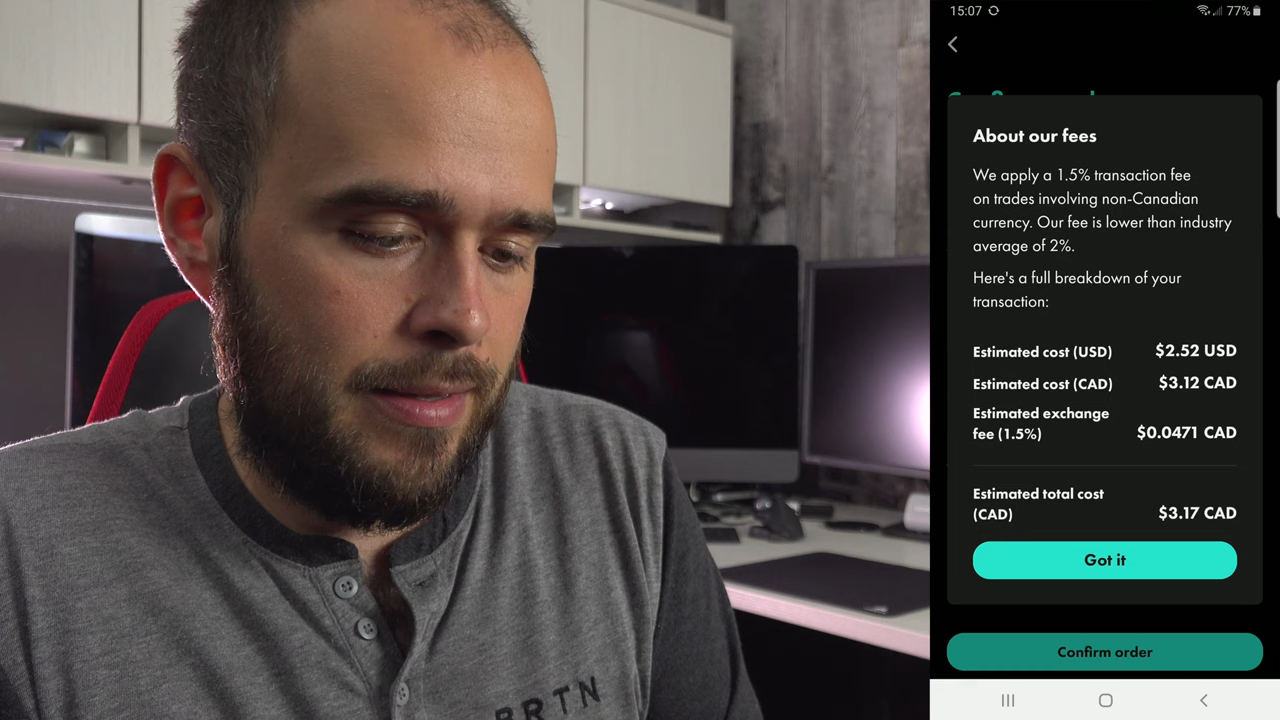 15:07
77%
About our fees
We apply a 1.5% transaction fee
on trades involving non-Canadian
currency. Our fee is lower than industry
average of 2%.
Here's a full breakdown of your
transaction:
Estimated cost (USD) $2.52 USD
Estimated cost (CAD) $3.12 CAD
Estimated exchange
fee (1.5%) $0.0471 CAD
Estimated total cost
(CAD) $3.17 CAD
Got it
Confirm order
BRTN